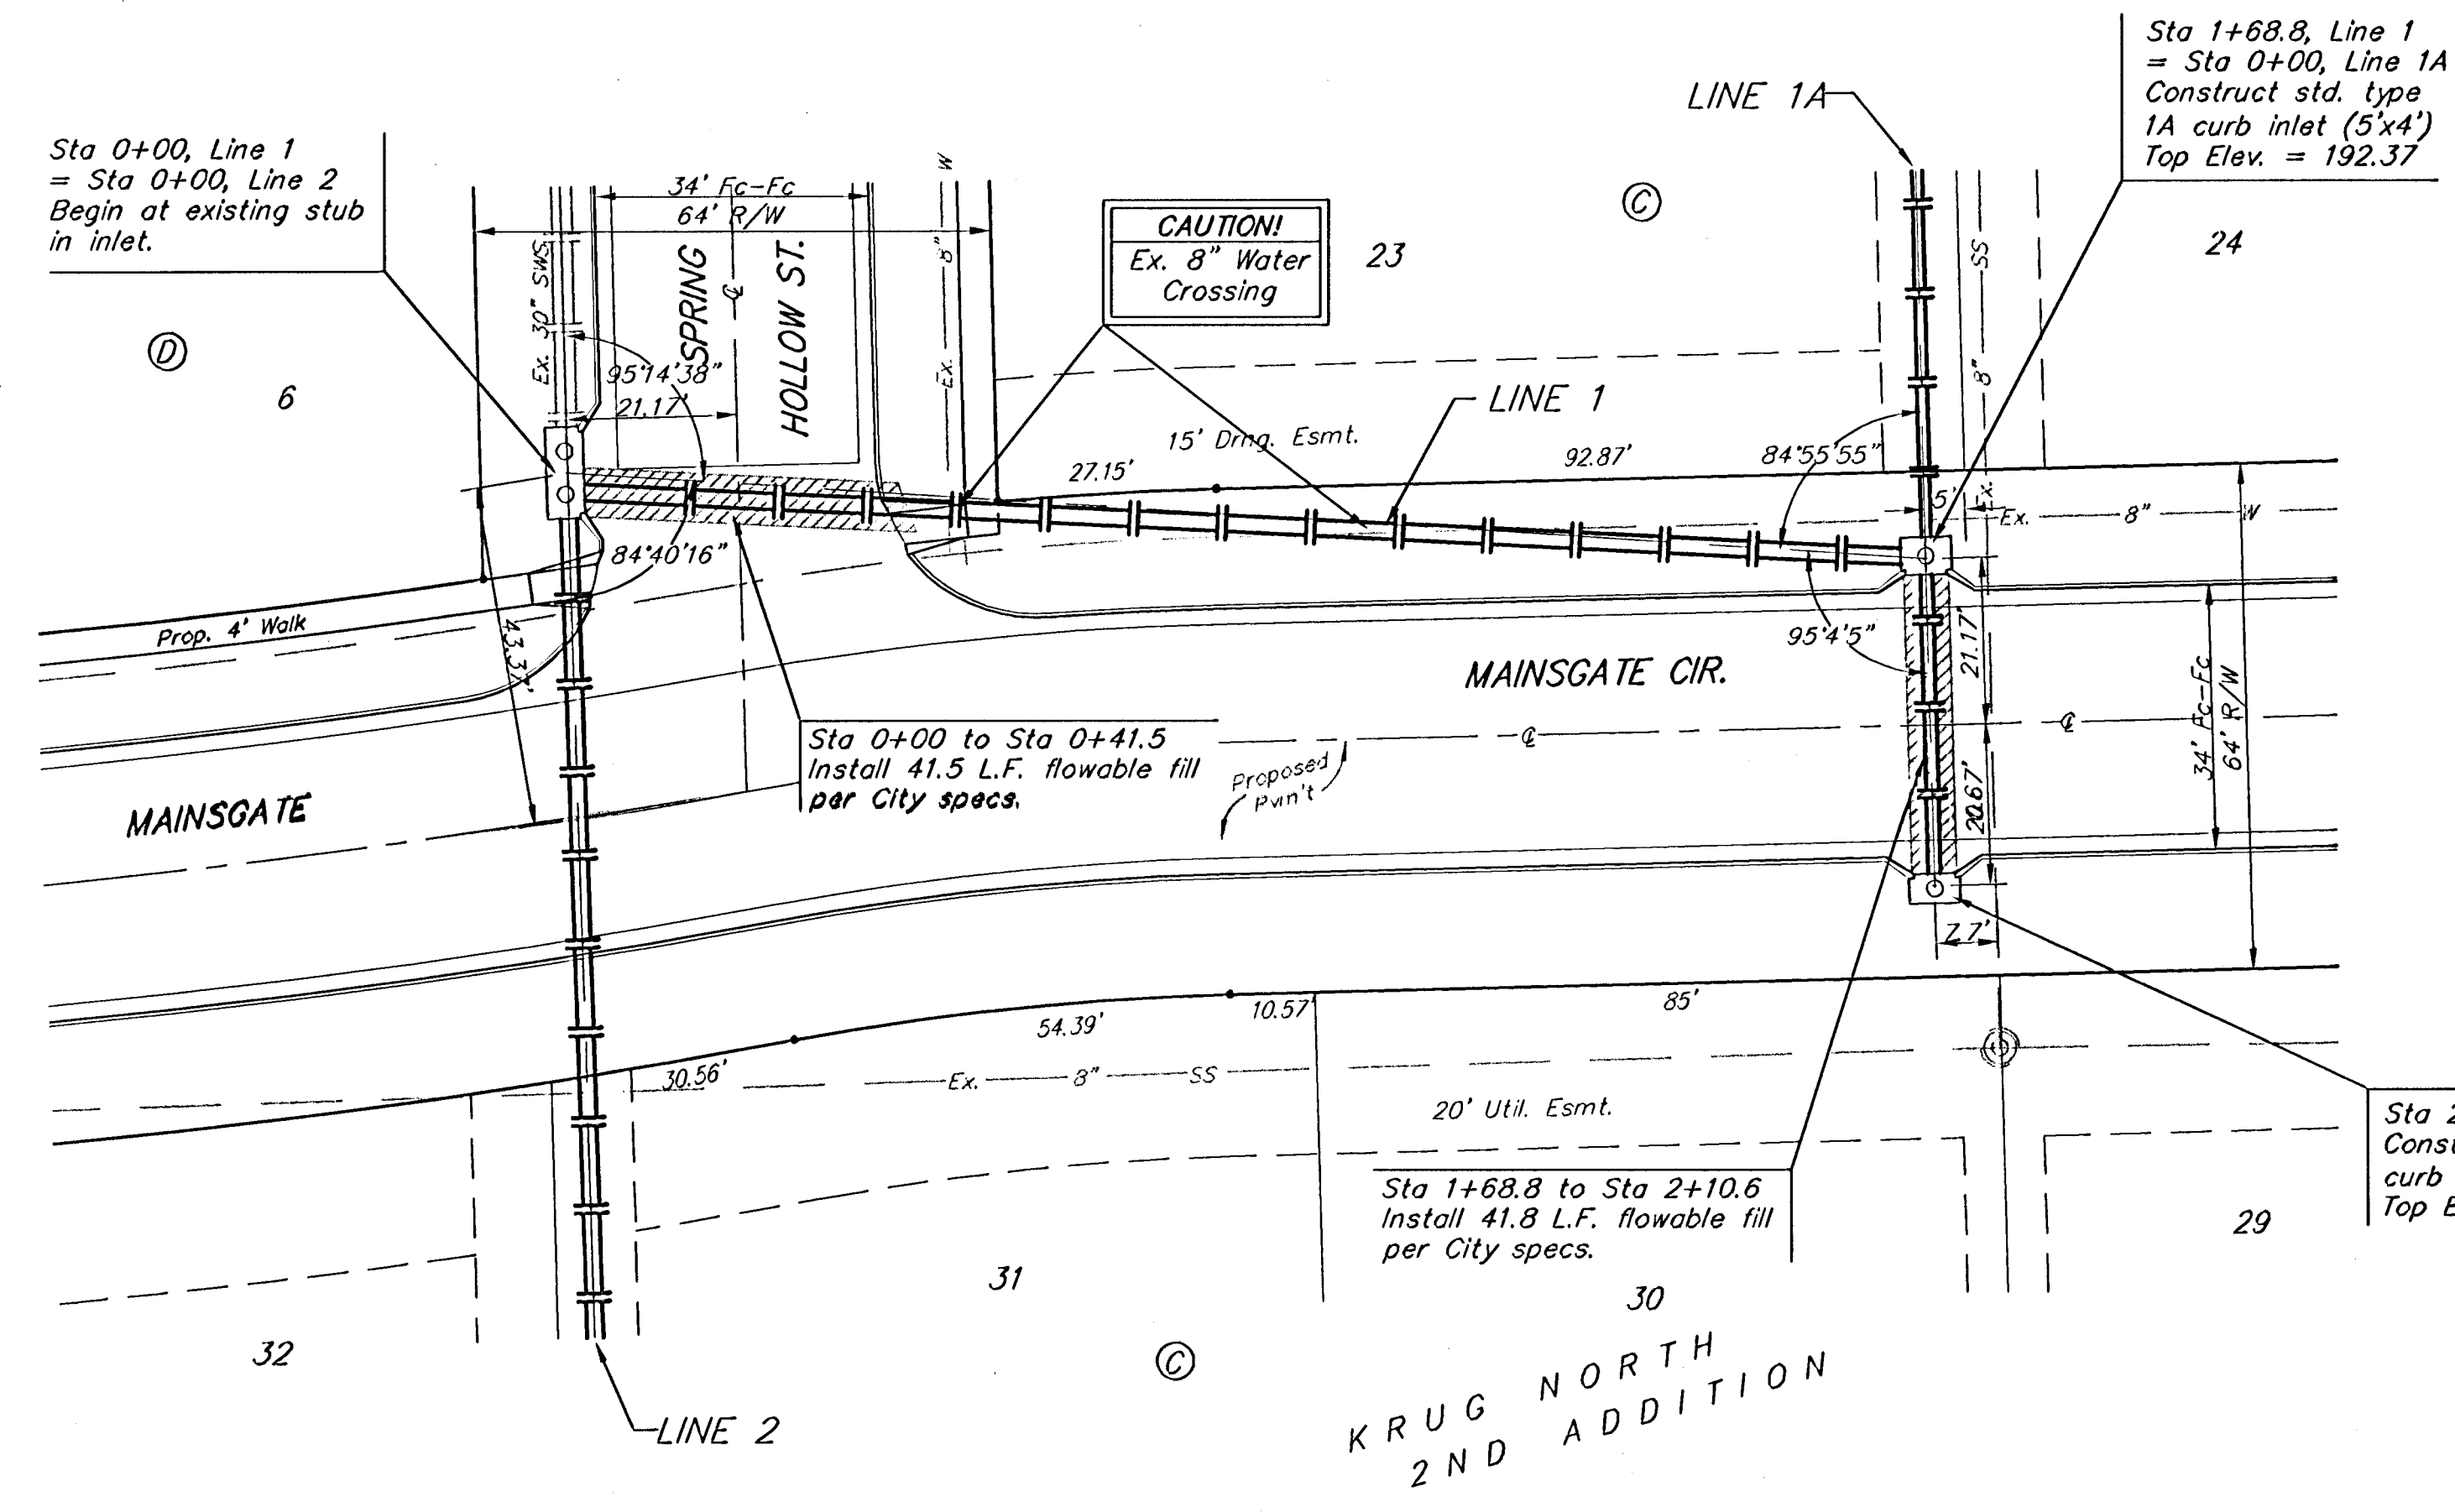 Sta 0+00, Line 1
= Sta 0+00, Line 2
Begin at existing stub
in inlet.
34' Fc-Fc
64' R/W
Ex. 30" SWS
SPRING
HOLLOW ST.
℄
Ex. 8" W
CAUTION!
Ex. 8" Water
Crossing
Ⓒ
23
LINE 1A
Sta 1+68.8, Line 1
= Sta 0+00, Line 1A
Construct std. type
1A curb inlet (5'x4')
Top Elev. = 192.37
24
Ex. 8" SS
Ⓓ
6
95°14'38"
21.17'
LINE 1
15' Drng. Esmt.
27.15'
92.87'
84°55'55"
5'
Ex. 8" W
84°40'16"
Prop. 4' Walk
43.37'
95°4'5"
21.17'
MAINSGATE CIR.
34' Fc-Fc
64' R/W
Sta 0+00 to Sta 0+41.5
Install 41.5 L.F. flowable fill
per City specs.
℄
℄
Proposed
Pvm't
MAINSGATE
20.67'
7.7'
30.56'
54.39'
10.57'
85'
Ex. 8" SS
20' Util. Esmt.
Sta 1+68.8 to Sta 2+10.6
Install 41.8 L.F. flowable fill
per City specs.
Sta 2
Const
curb
Top E
29
31
30
32
Ⓒ
LINE 2
KRUG NORTH
2ND ADDITION